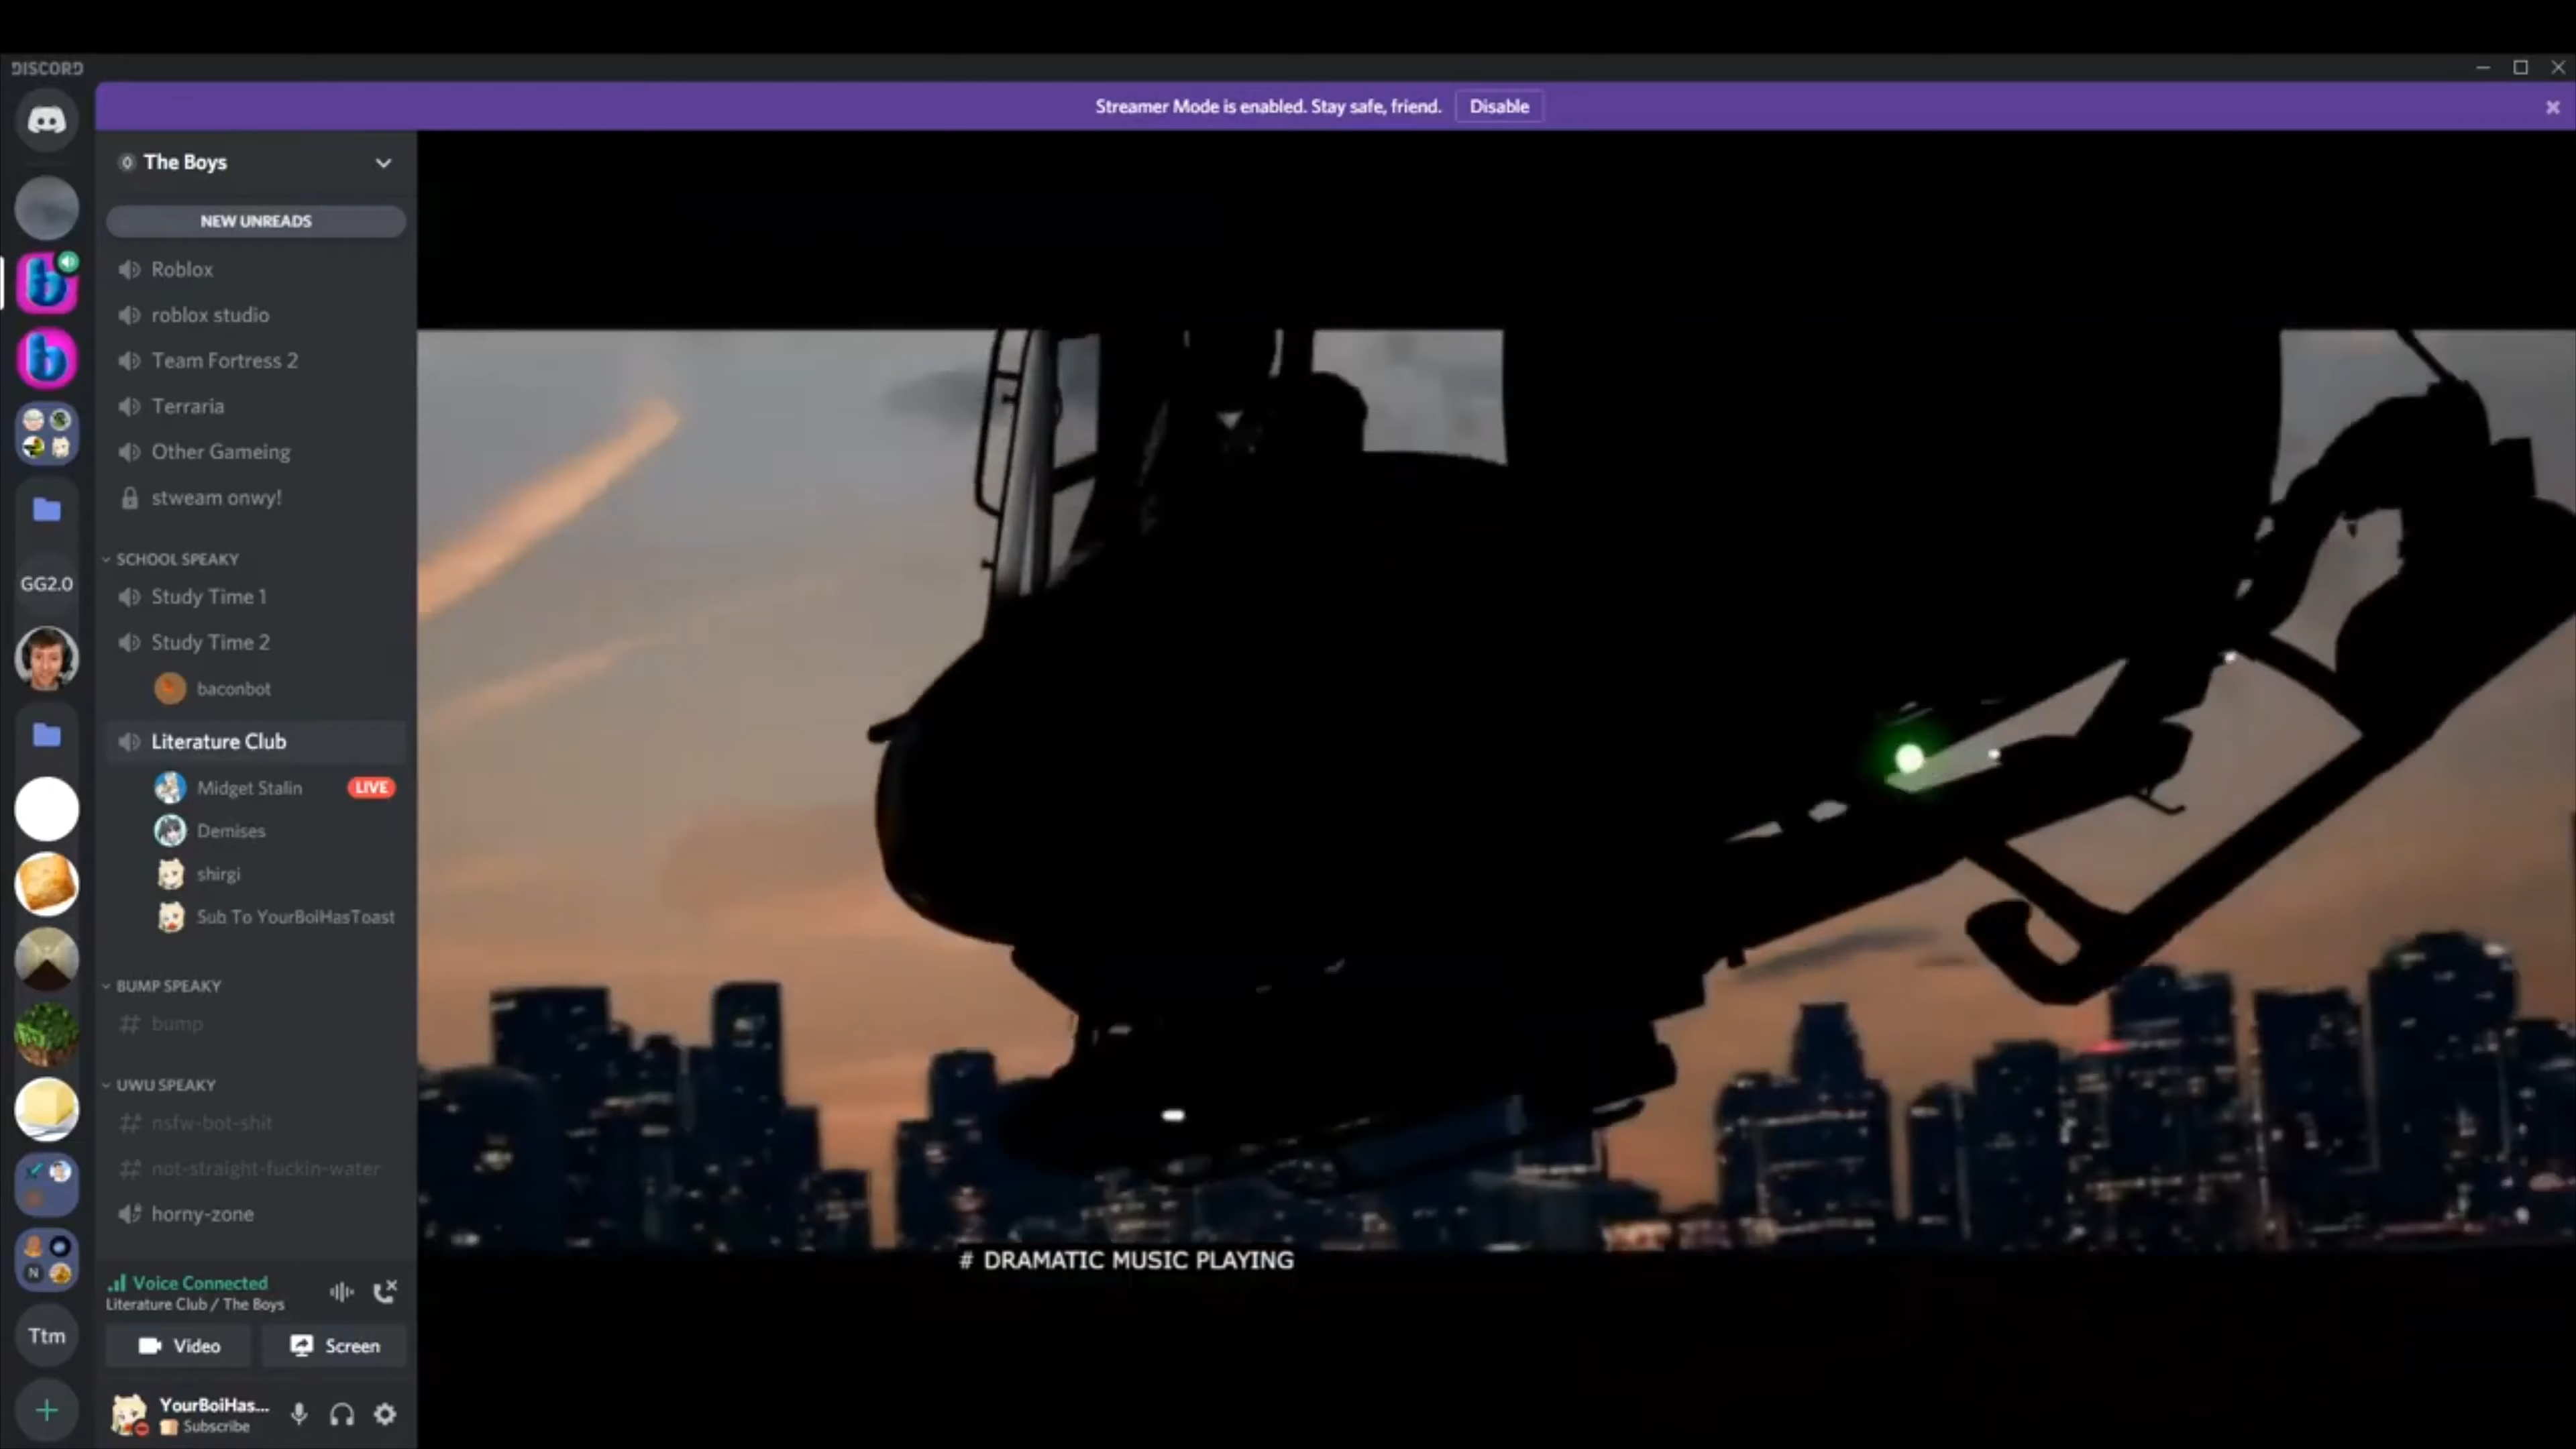 DISCORD
Streamer Mode is enabled. Stay safe, friend.
Disable
The Boys
NEW UNREADS
Roblox
roblox studio
Team Fortress 2
Terraria
Other Gameing
stweam onwy!
SCHOOL SPEAKY
GG2.0
Study Time 1
Study Time 2
baconbot
Literature Club
Midget Stalin
LIVE
Demises
shirgi
Sub To YourBoiHasToast
BUMP SPEAKY
bump
UWU SPEAKY
nsfw-bot-shit
not-straight-fuckin-water
horny-zone
# DRAMATIC MUSIC PLAYING
N
Voice Connected
Literature Club / The Boys
Ttm
Video
Screen
YourBoiHas...
Subscribe